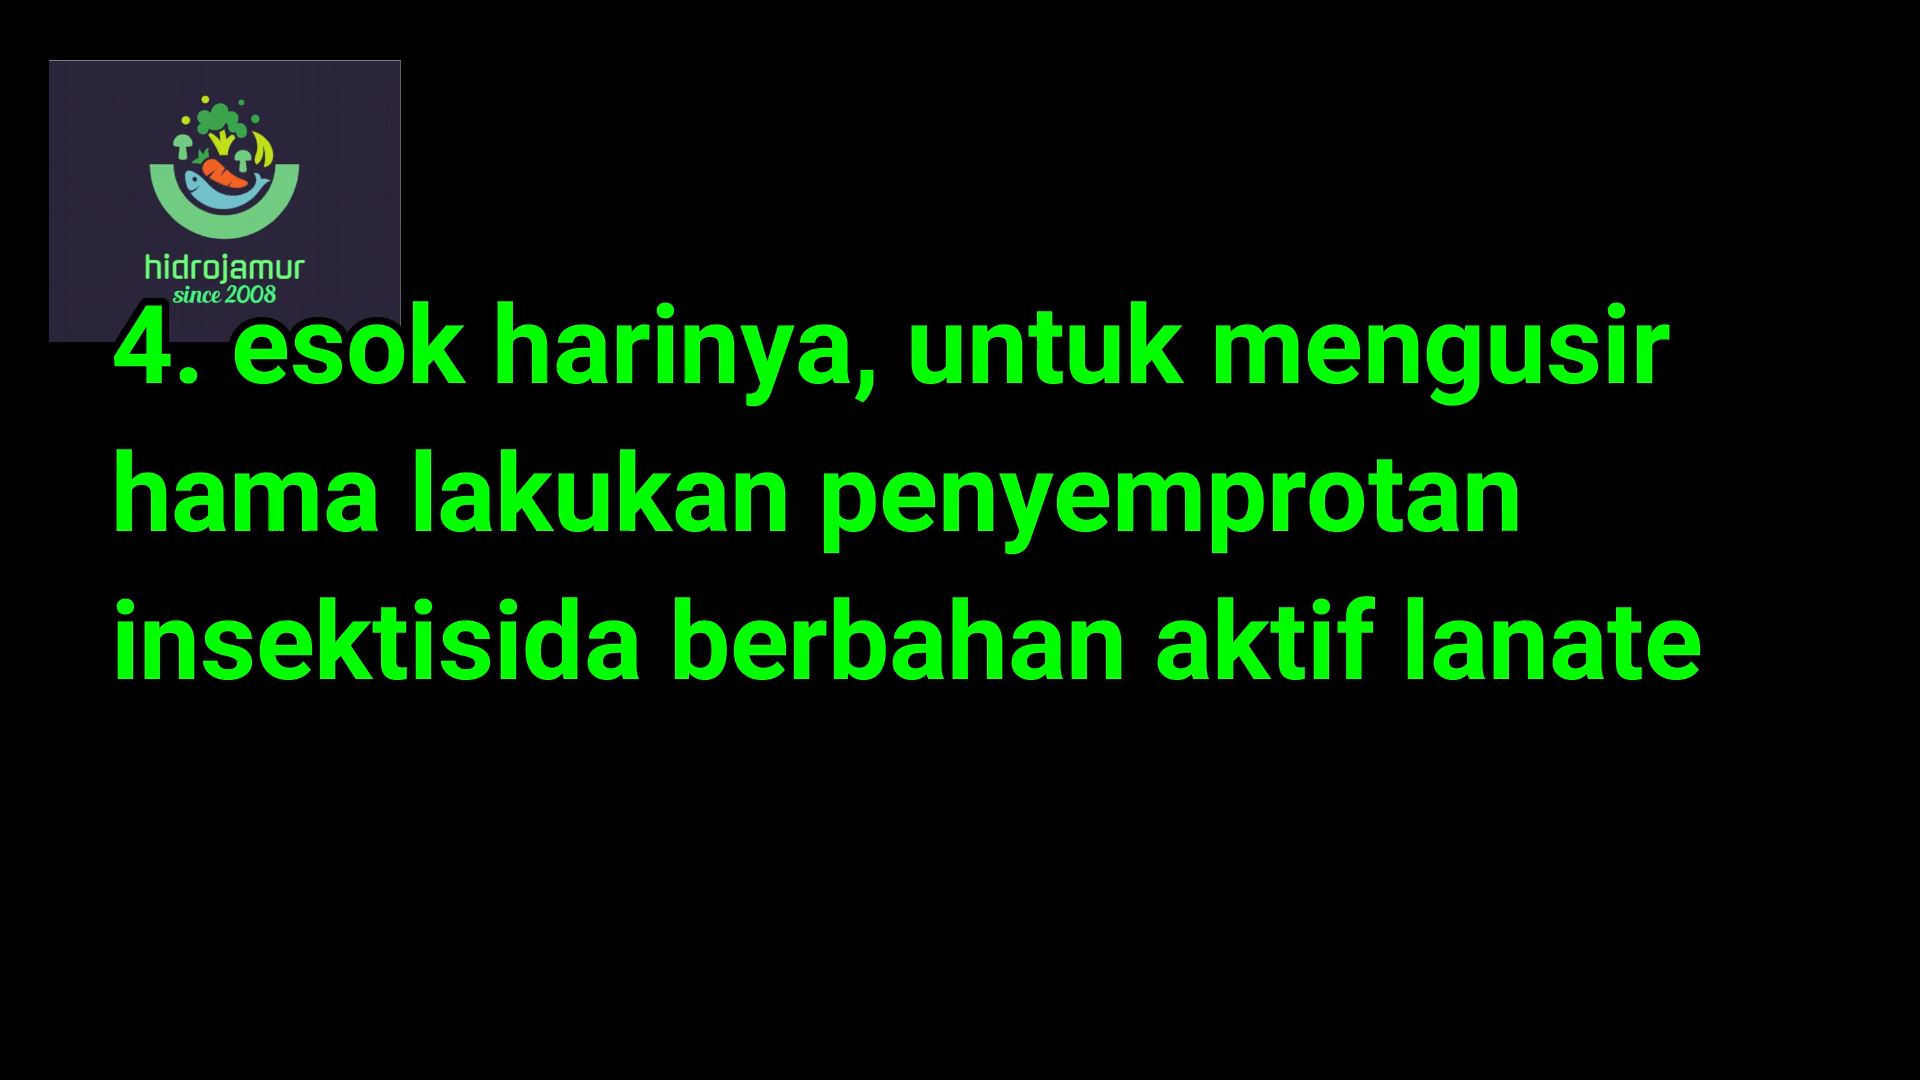 hidrojamur
since 2008
4. esok harinya, untuk mengusir
hama lakukan penyemprotan
insektisida berbahan aktif lanate